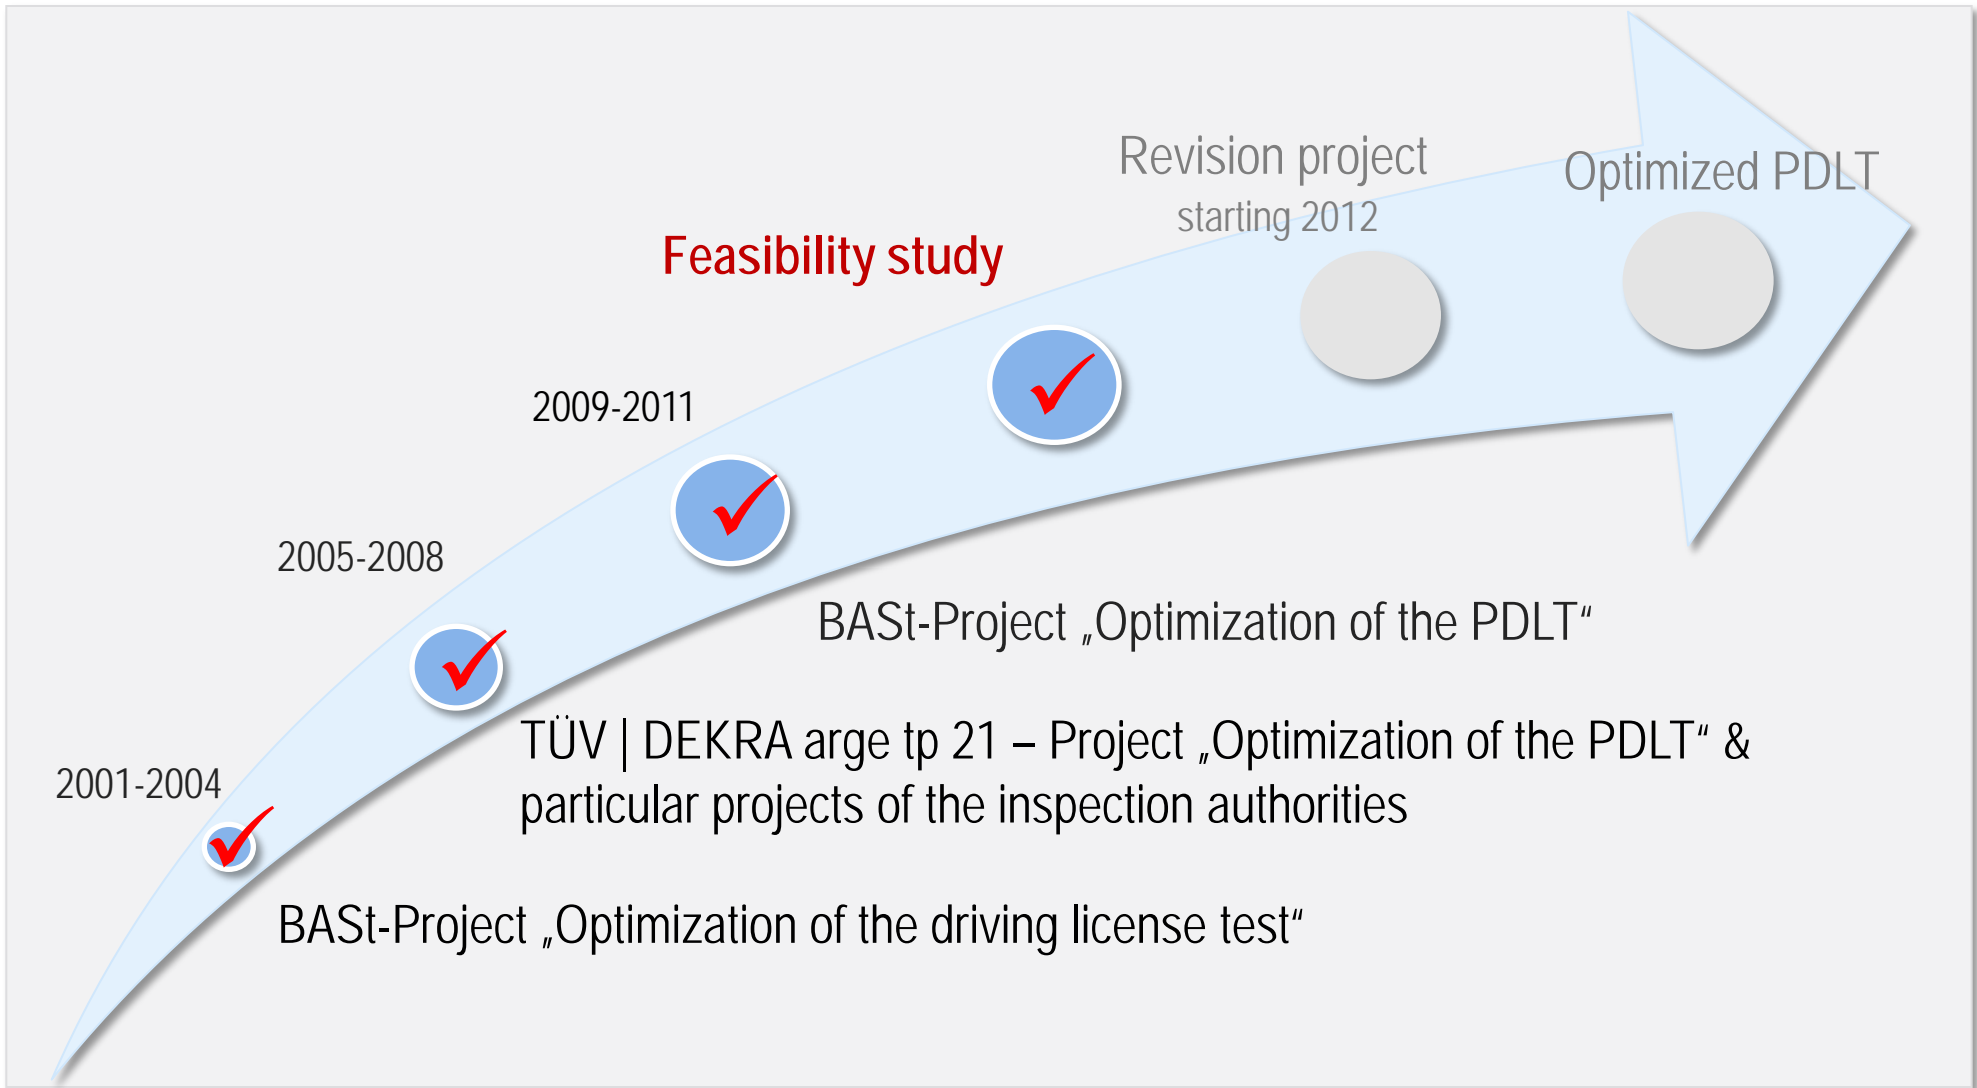 Revision project
starting 2012
Optimized PDLT
Feasibility study
2009-2011
2005-2008
BASt-Project „Optimization of the PDLT“
TÜV | DEKRA arge tp 21 – Project „Optimization of the PDLT“ &
particular projects of the inspection authorities
2001-2004
BASt-Project „Optimization of the driving license test“